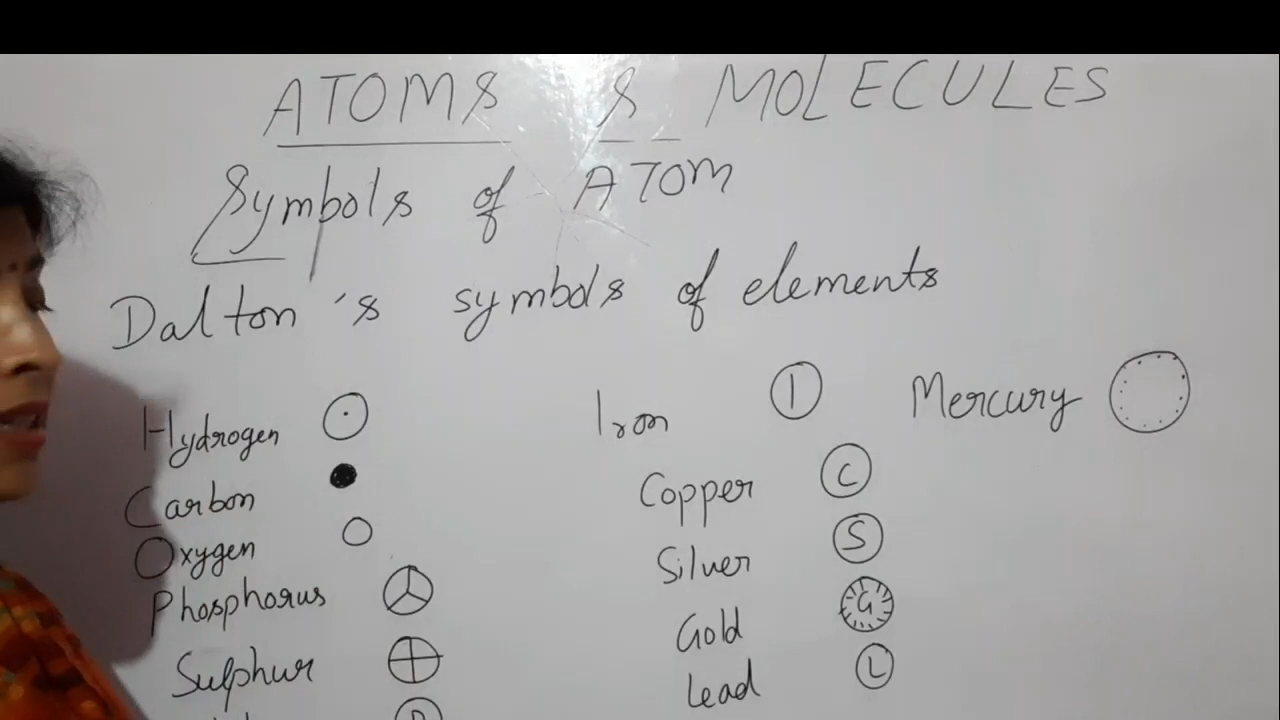 ATOMS & MOLECULES
Symbols of ATOM
Dalton's symbols of elements
Hydrogen
Carbon
Oxygen
Phosphorus
Sulphur
Iron I
Copper C
Silver S
Gold G
Lead L
Mercury